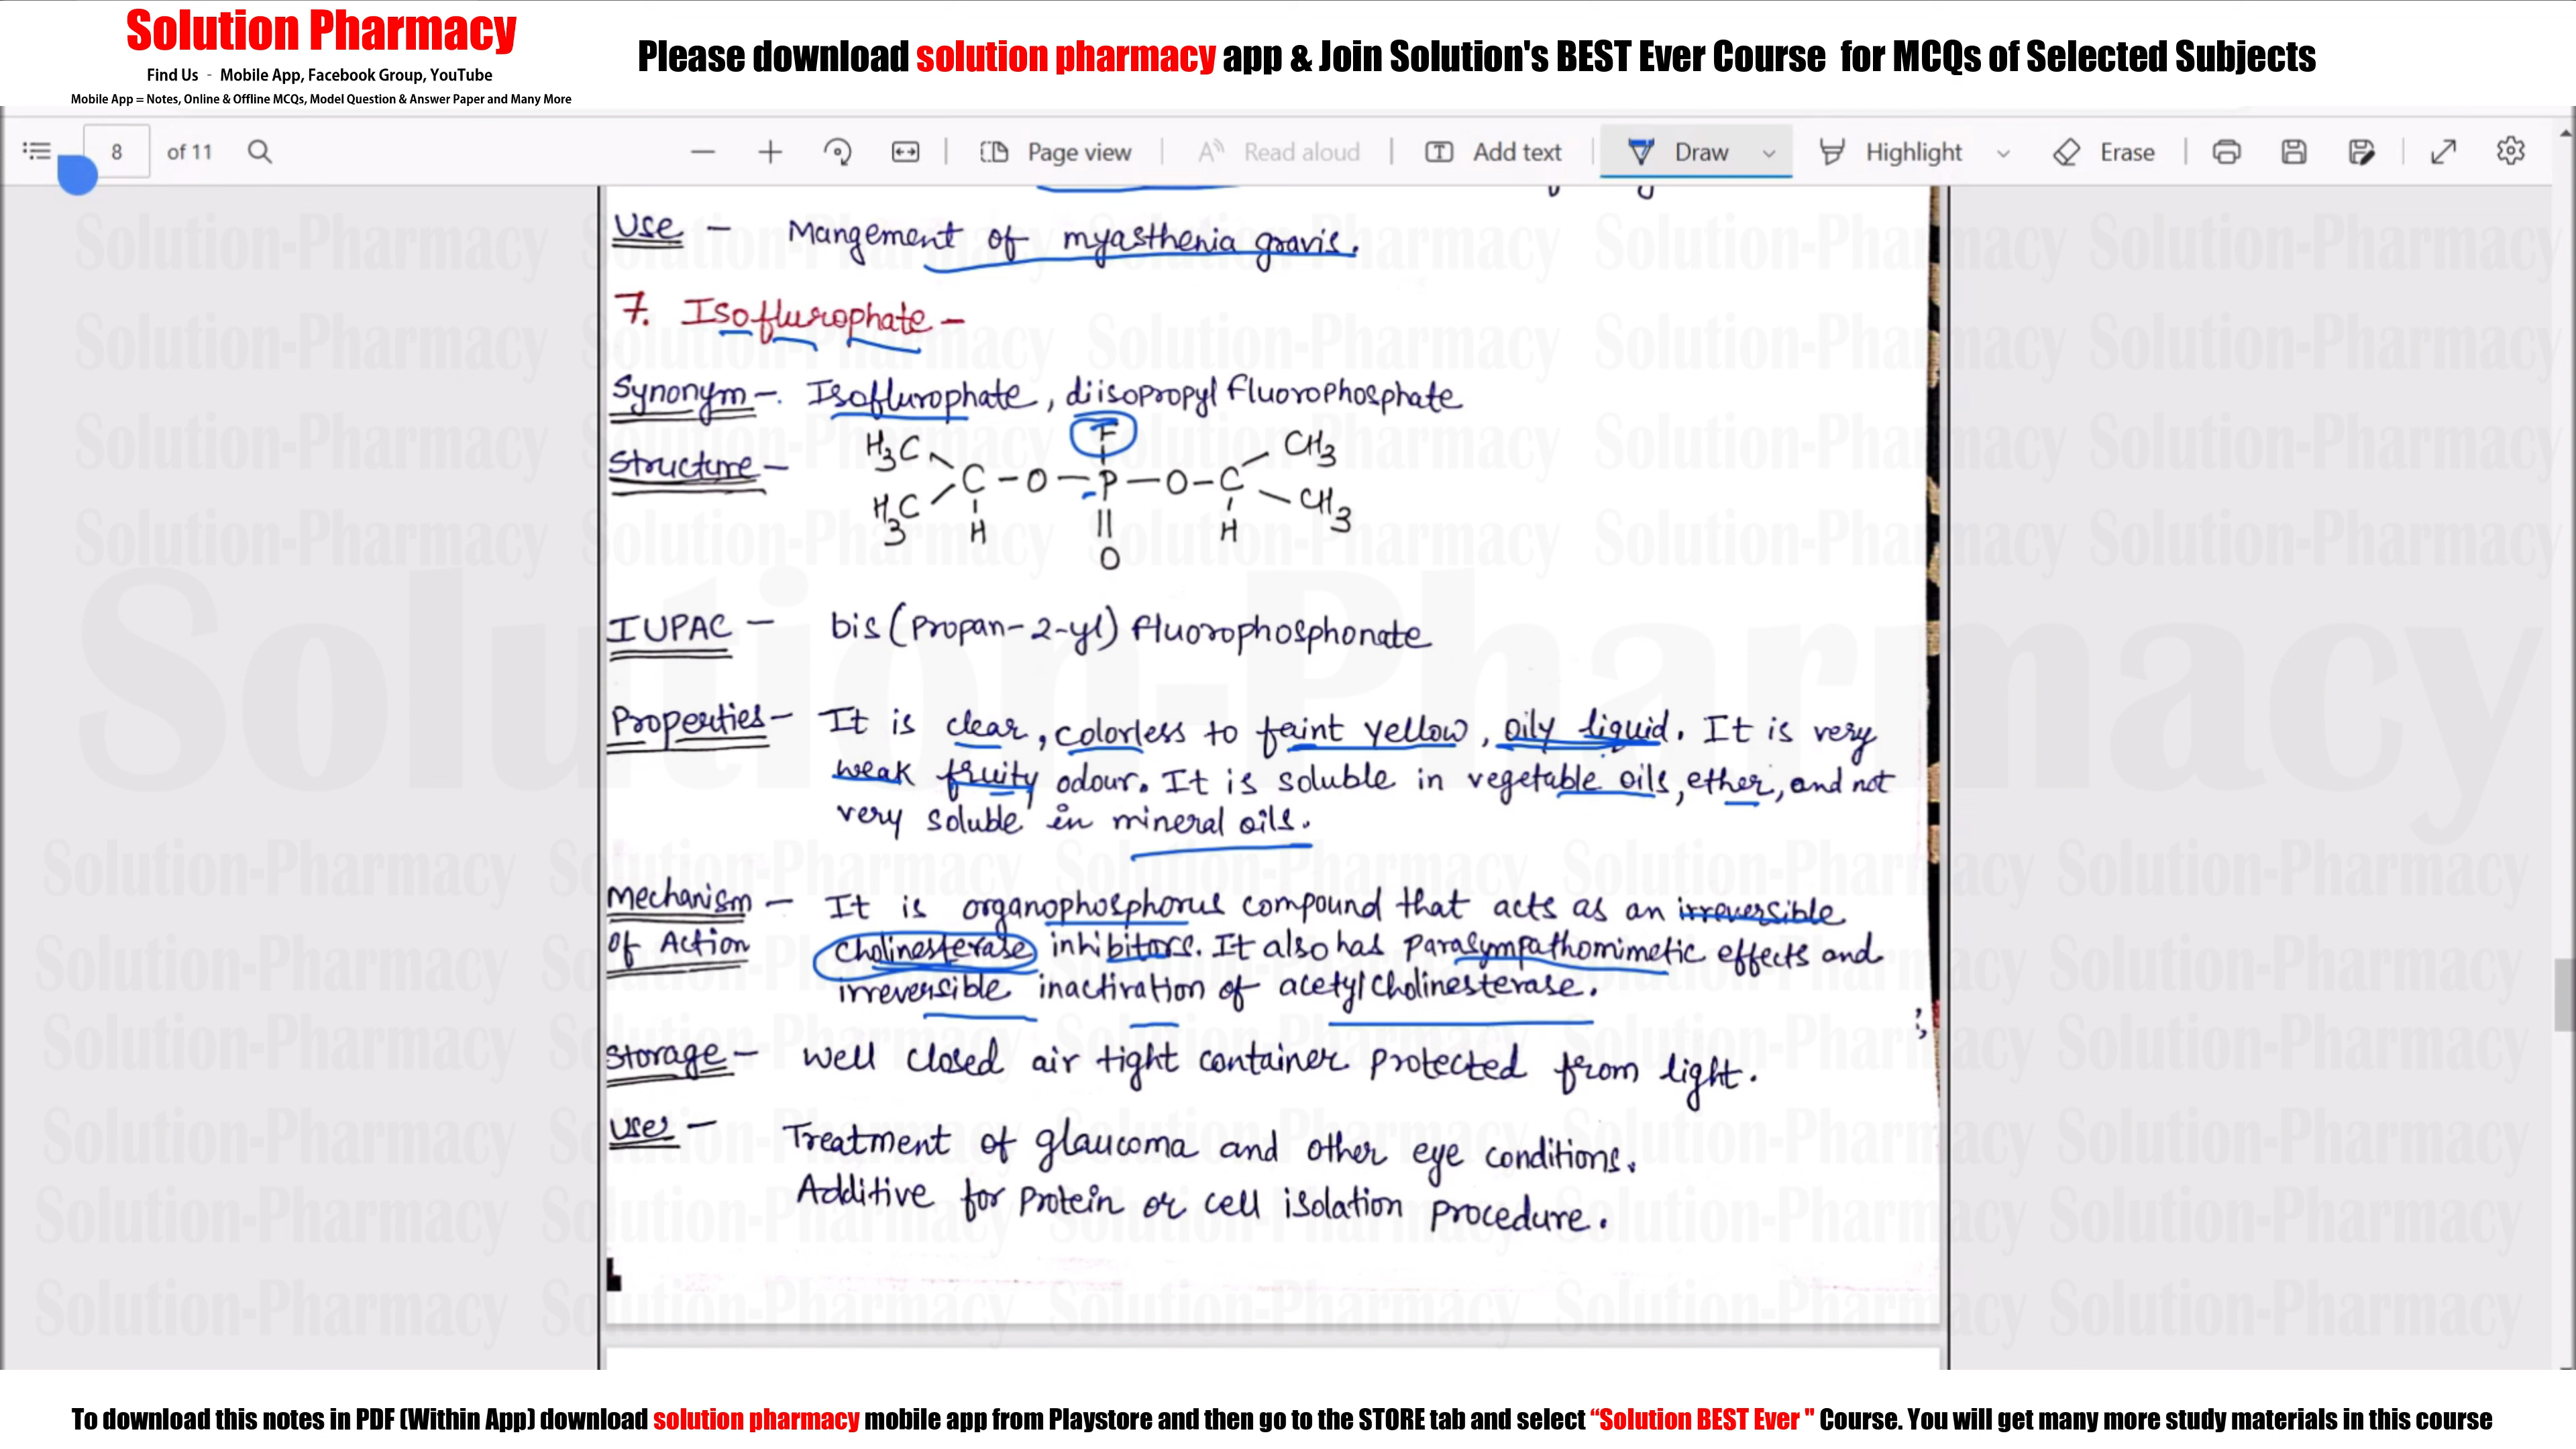 Solution Pharmacy
Find Us - Mobile App, Facebook Group, YouTube
Mobile App = Notes, Online & Offline MCQs, Model Question & Answer Paper and Many More
Please download solution pharmacy app & Join Solution's BEST Ever Course for MCQs of Selected Subjects
8 of 11 Page view Read aloud Add text Draw Highlight Erase
Use - Mangement of myasthenia gravis.
7. Isoflurophate -
Synonym -. Isoflurophate, diisopropyl fluorophosphate
Structure -
H3C F CH3
C - O - P - O - C
H3C H || H CH3
O
IUPAC - bis (Propan-2-yl) fluorophosphonate
Properties - It is clear, colorless to faint yellow, oily liquid. It is very
weak fruity odour. It is soluble in vegetable oils, ether, and not
very soluble in mineral oils.
Mechanism - It is organophosphorus compound that acts as an irreversible
of Action cholinesterase inhibitors. It also has parasympathomimetic effects and
irreversible inactivation of acetylcholinesterase.
Storage - Well closed air tight container protected from light.
Uses - Treatment of glaucoma and other eye conditions.
Additive for protein or cell isolation procedure.
Solution-Pharmacy
To download this notes in PDF (Within App) download solution pharmacy mobile app from Playstore and then go to the STORE tab and select “Solution BEST Ever " Course. You will get many more study materials in this course